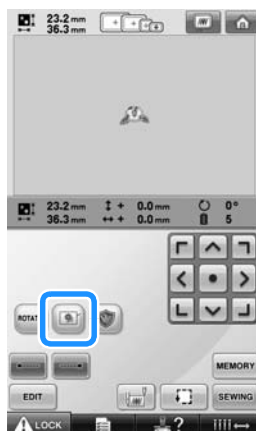 23.2 mm
36.3 mm
23.2 mm + 0.0 mm 0°
36.3 mm + 0.0 mm 5
ROTAT
MEMORY
EDIT SEWING
LOCK ?